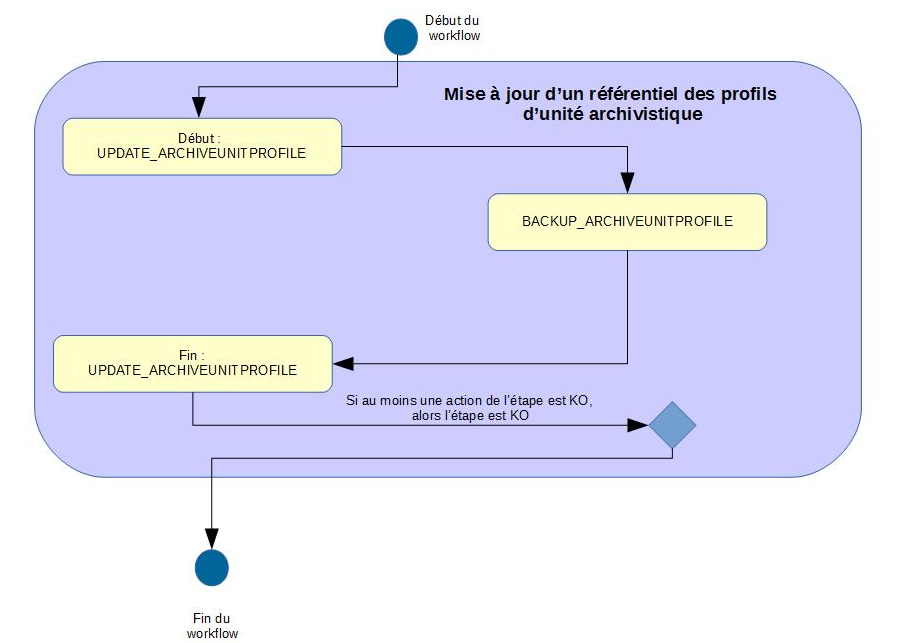 Début du
workflow
Mise à jour d'un référentiel des profils
d'unité archivistique
Début :
UPDATE_ARCHIVEUNITPROFILE
BACKUP_ARCHIVEUNITPROFILE
Fin :
UPDATE_ARCHIVEUNITPROFILE
Si au moins une action de l'étape est KO,
alors l'étape est KO
Fin du
workflow